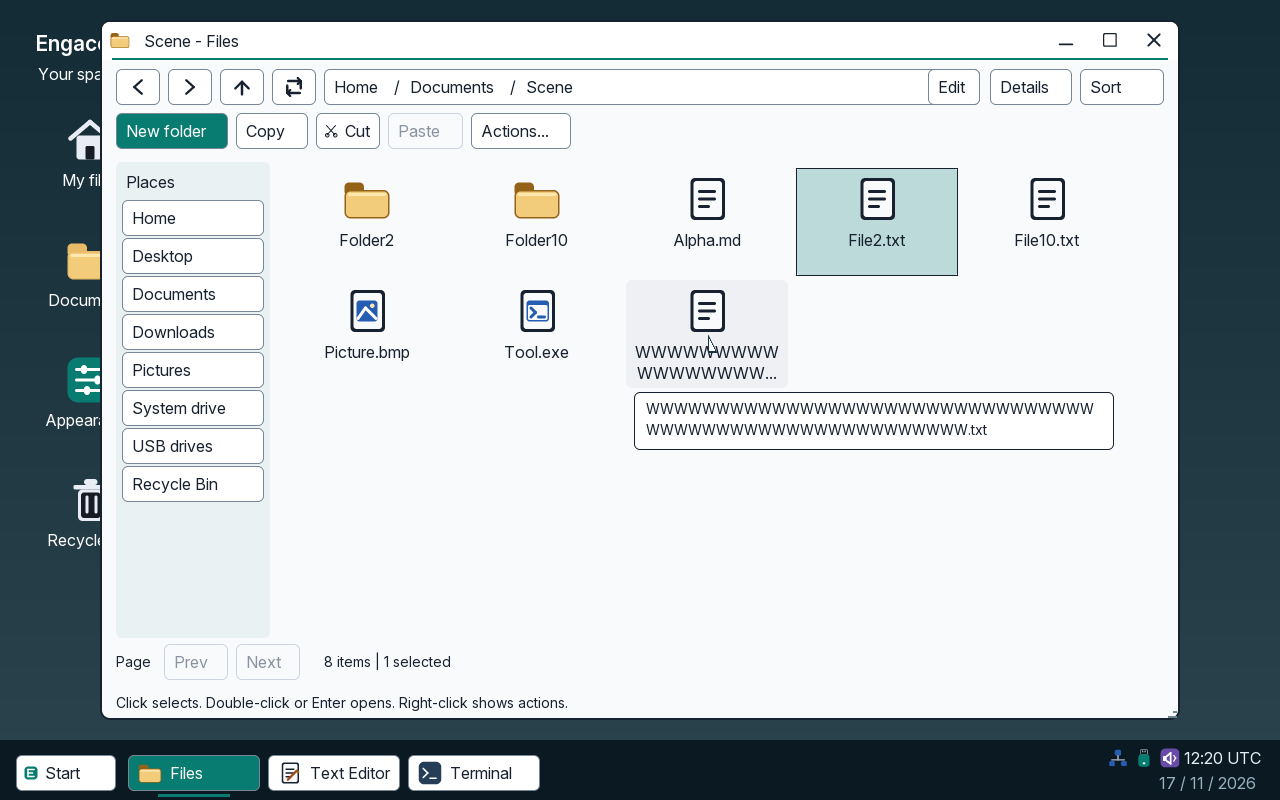 Engac
Your spa
My fil
Docum
Appeara
Recycle
Scene - Files
Home / Documents / Scene
Edit
Details
Sort
New folder
Copy
Cut
Paste
Actions...
Places
Home
Desktop
Documents
Downloads
Pictures
System drive
USB drives
Recycle Bin
Folder2
Folder10
Alpha.md
File2.txt
File10.txt
Picture.bmp
Tool.exe
WWWWWWWWW
WWWWWWWW...
WWWWWWWWWWWWWWWWWWWWWWWWWWWWWWWW
WWWWWWWWWWWWWWWWWWWWWWW.txt
Page
Prev
Next
8 items | 1 selected
Click selects. Double-click or Enter opens. Right-click shows actions.
Start
Files
Text Editor
Terminal
12:20 UTC
17 / 11 / 2026